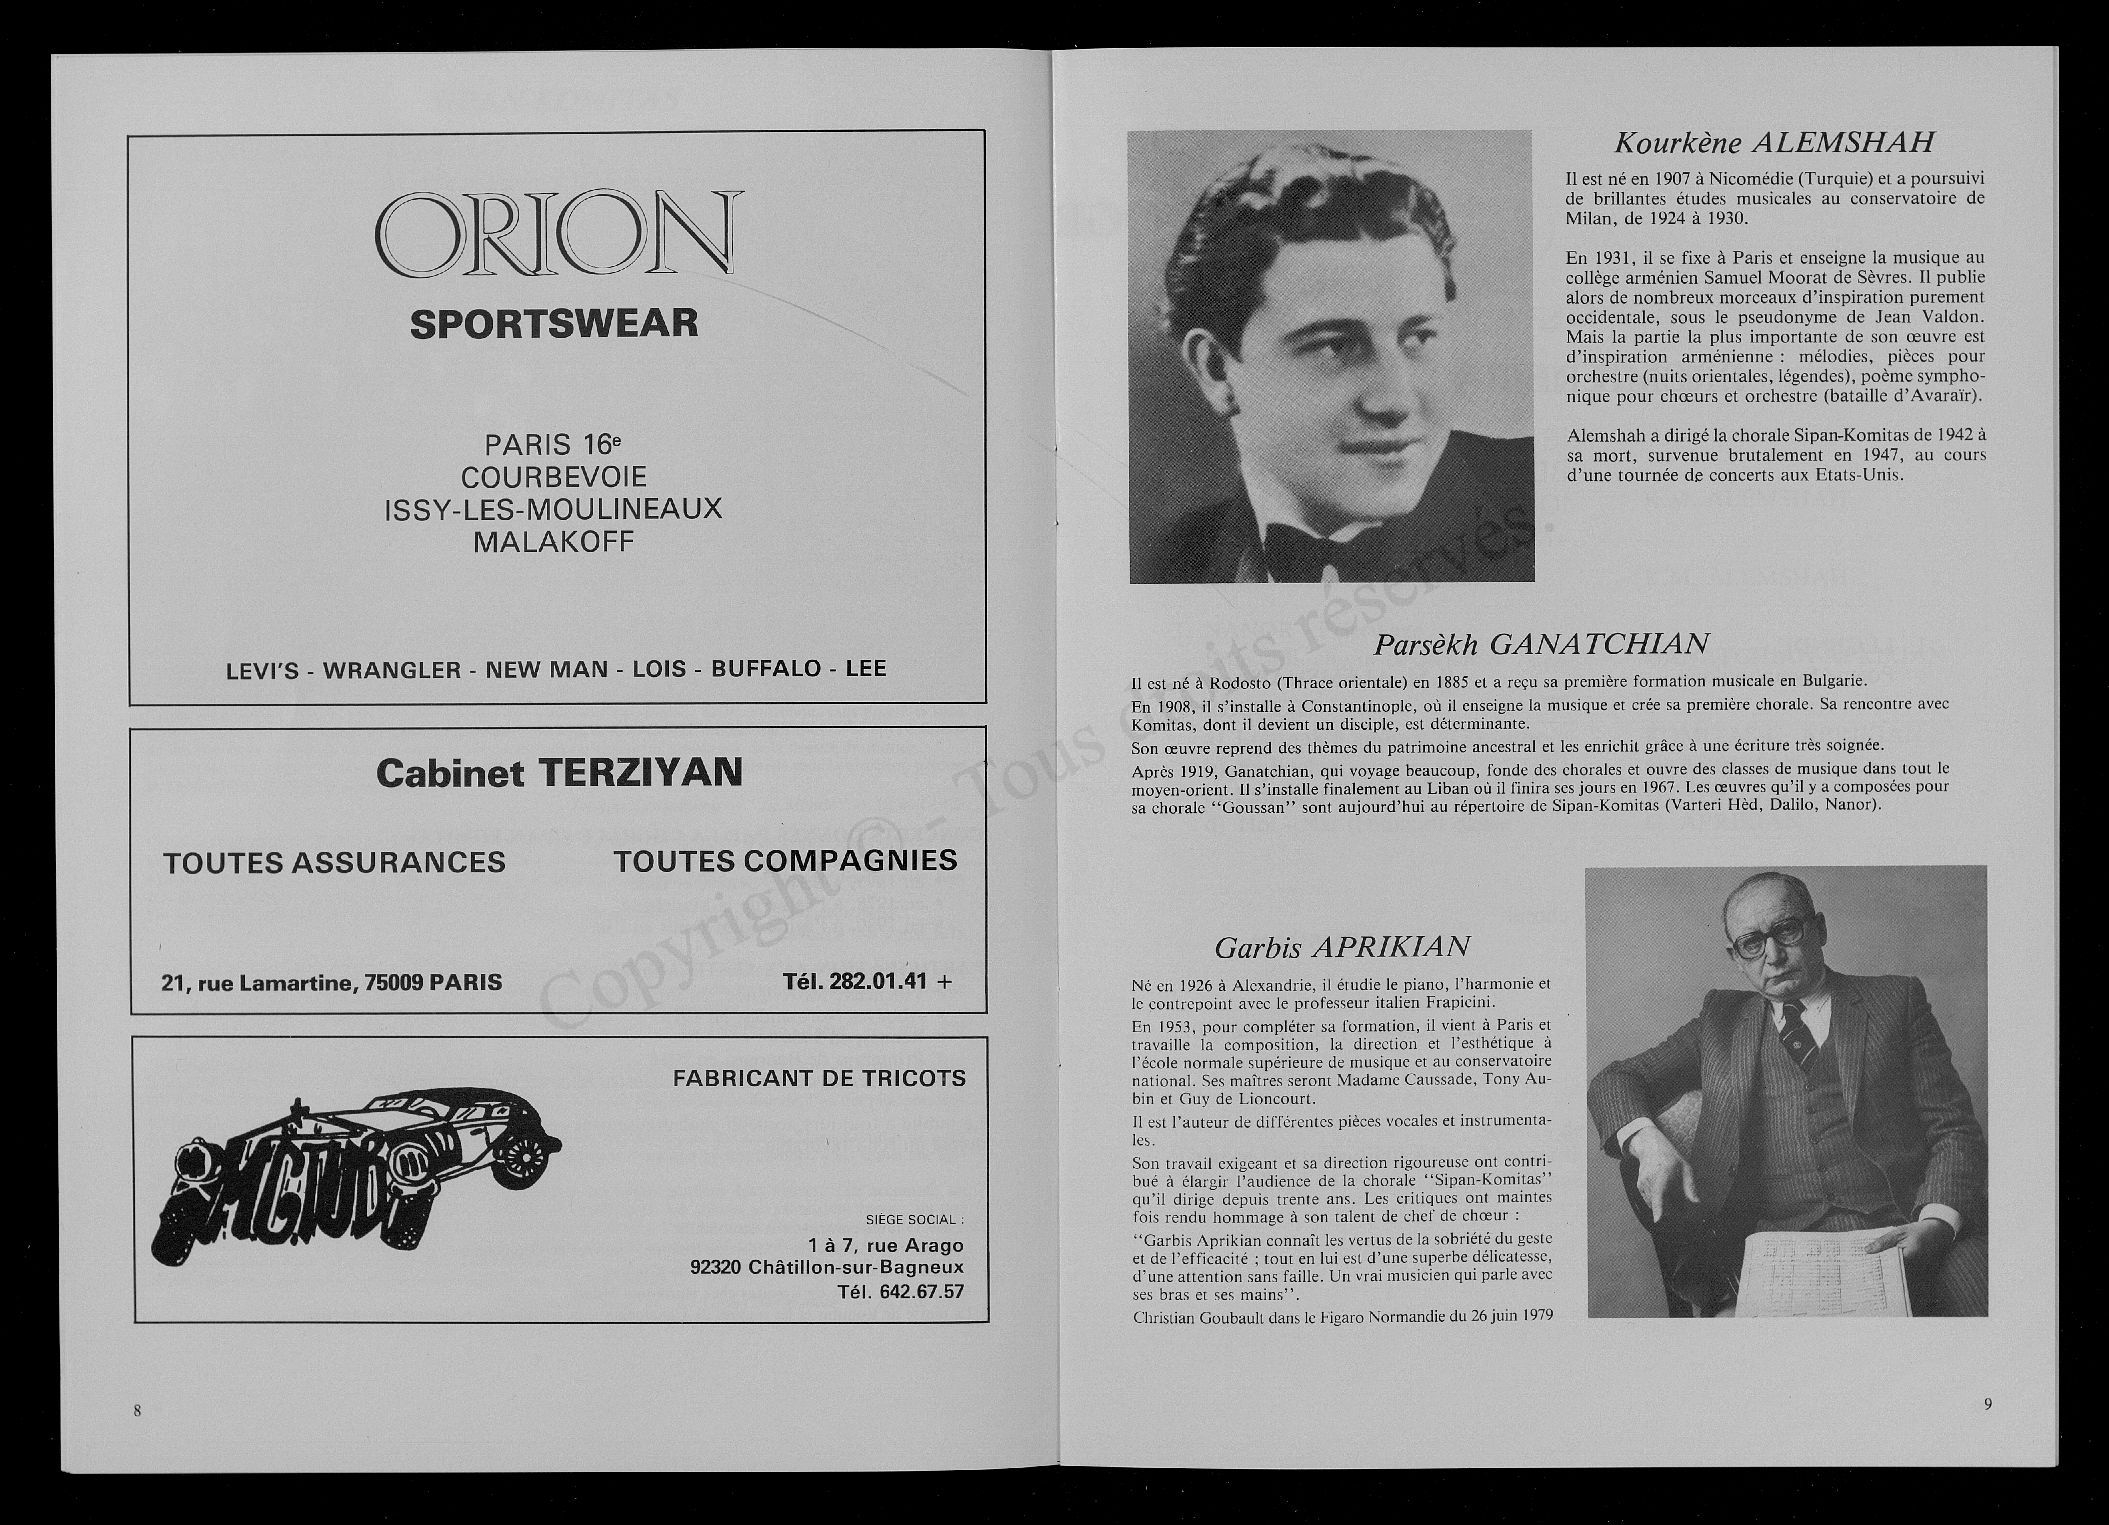 ORION
SPORTSWEAR
PARIS 16e
COURBEVOIE
ISSY-LES-MOULINEAUX
MALAKOFF
LEVI'S - WRANGLER - NEW MAN - LOIS - BUFFALO - LEE
Cabinet TERZIYAN
TOUTES ASSURANCES TOUTES COMPAGNIES
21, rue Lamartine, 75009 PARIS Tél. 282.01.41 +
FABRICANT DE TRICOTS
SIÈGE SOCIAL :
1 à 7, rue Arago
92320 Châtillon-sur-Bagneux
Tél. 642.67.57
8
Kourkène ALEMSHAH
Il est né en 1907 à Nicomédie (Turquie) et a poursuivi
de brillantes études musicales au conservatoire de
Milan, de 1924 à 1930.
En 1931, il se fixe à Paris et enseigne la musique au
collège arménien Samuel Moorat de Sèvres. Il publie
alors de nombreux morceaux d'inspiration purement
occidentale, sous le pseudonyme de Jean Valdon.
Mais la partie la plus importante de son œuvre est
d'inspiration arménienne : mélodies, pièces pour
orchestre (nuits orientales, légendes), poème sympho-
nique pour chœurs et orchestre (bataille d'Avaraïr).
Alemshah a dirigé la chorale Sipan-Komitas de 1942 à
sa mort, survenue brutalement en 1947, au cours
d'une tournée de concerts aux Etats-Unis.
Parsèkh GANATCHIAN
Il est né à Rodosto (Thrace orientale) en 1885 et a reçu sa première formation musicale en Bulgarie.
En 1908, il s'installe à Constantinople, où il enseigne la musique et crée sa première chorale. Sa rencontre avec
Komitas, dont il devient un disciple, est déterminante.
Son œuvre reprend des thèmes du patrimoine ancestral et les enrichit grâce à une écriture très soignée.
Après 1919, Ganatchian, qui voyage beaucoup, fonde des chorales et ouvre des classes de musique dans tout le
moyen-orient. Il s'installe finalement au Liban où il finira ses jours en 1967. Les œuvres qu'il y a composées pour
sa chorale "Goussan" sont aujourd'hui au répertoire de Sipan-Komitas (Varteri Hèd, Dalilo, Nanor).
Garbis APRIKIAN
Né en 1926 à Alexandrie, il étudie le piano, l'harmonie et
le contrepoint avec le professeur italien Frapicini.
En 1953, pour compléter sa formation, il vient à Paris et
travaille la composition, la direction et l'esthétique à
l'école normale supérieure de musique et au conservatoire
national. Ses maîtres seront Madame Caussade, Tony Au-
bin et Guy de Lioncourt.
Il est l'auteur de différentes pièces vocales et instrumenta-
les.
Son travail exigeant et sa direction rigoureuse ont contri-
bué à élargir l'audience de la chorale "Sipan-Komitas"
qu'il dirige depuis trente ans. Les critiques ont maintes
fois rendu hommage à son talent de chef de chœur :
"Garbis Aprikian connaît les vertus de la sobriété du geste
et de l'efficacité ; tout en lui est d'une superbe délicatesse,
d'une attention sans faille. Un vrai musicien qui parle avec
ses bras et ses mains".
Christian Goubault dans le Figaro Normandie du 26 juin 1979
9
Copyright © - Tous droits réservés.